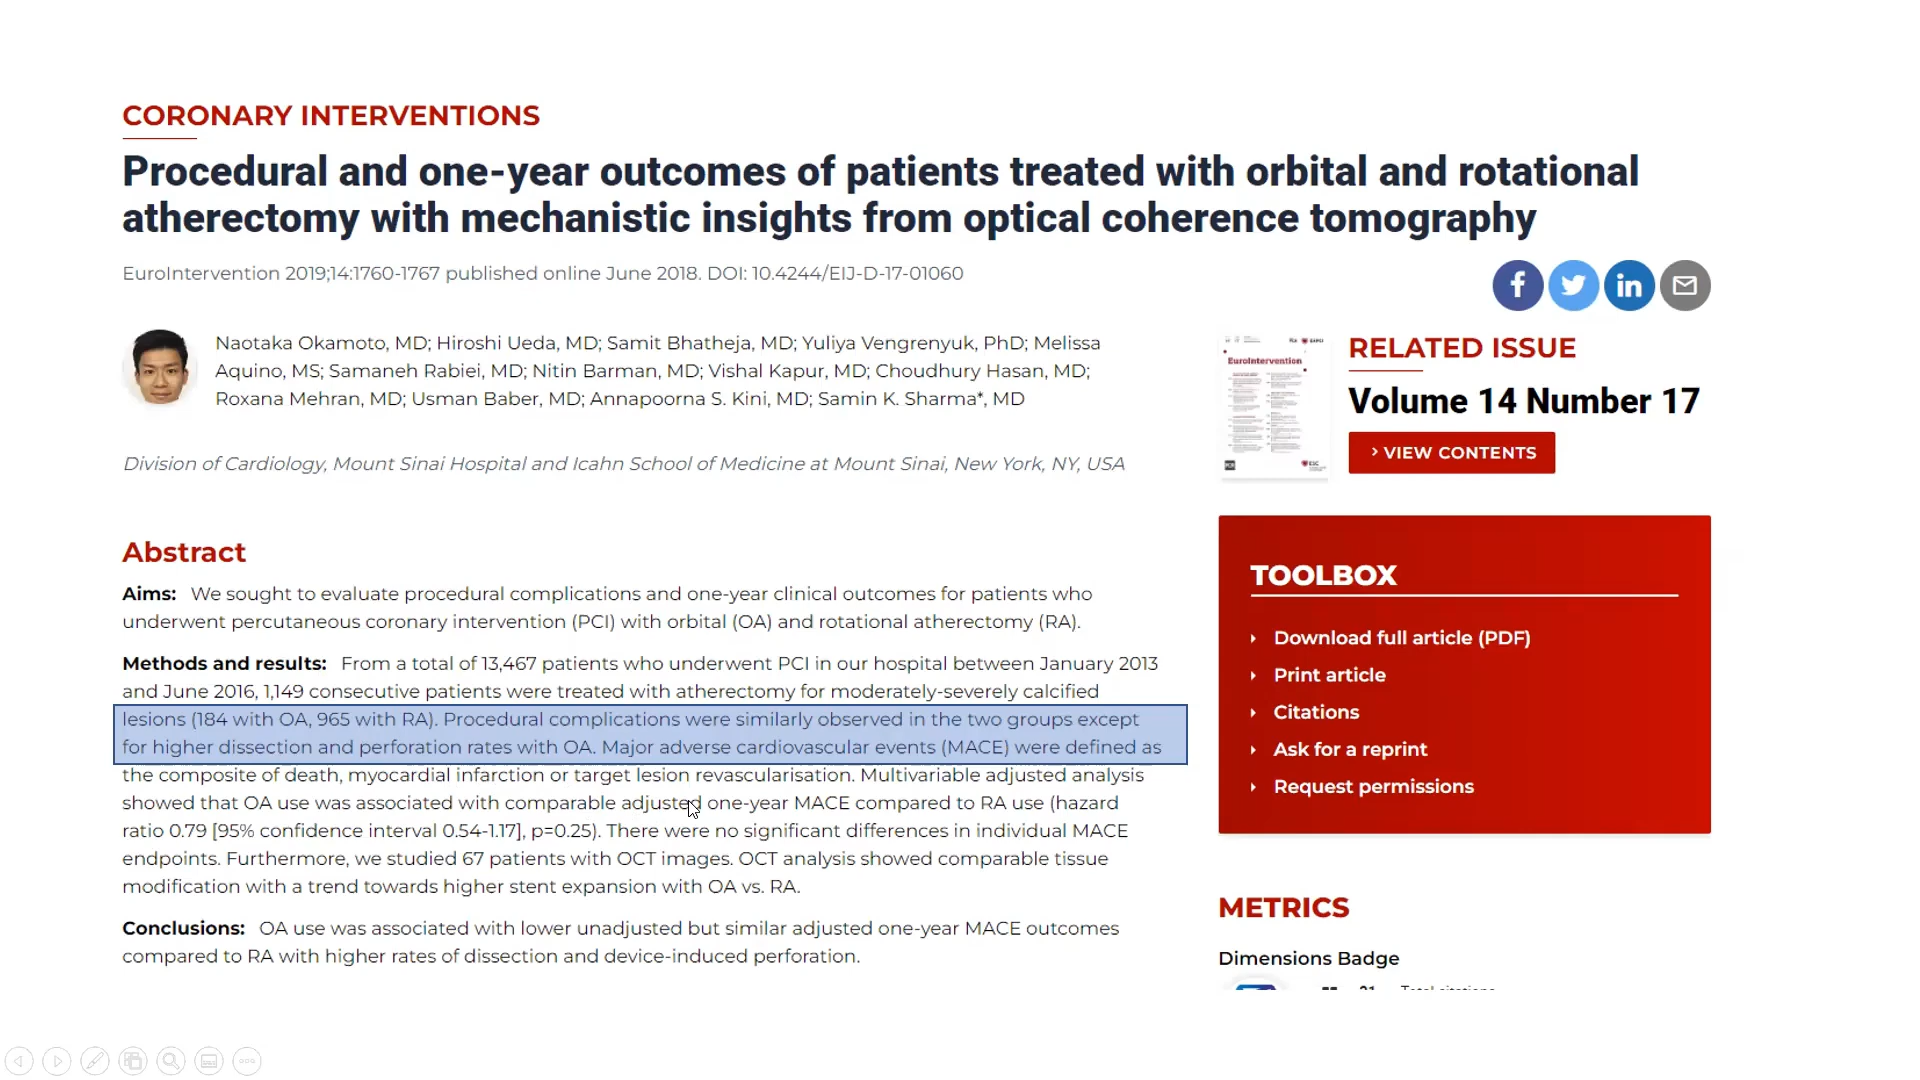 CORONARY INTERVENTIONS
Procedural and one-year outcomes of patients treated with orbital and rotational
atherectomy with mechanistic insights from optical coherence tomography
EuroIntervention 2019;14:1760-1767 published online June 2018. DOI: 10.4244/EIJ-D-17-01060
Naotaka Okamoto, MD; Hiroshi Ueda, MD; Samit Bhatheja, MD; Yuliya Vengrenyuk, PhD; Melissa
Aquino, MS; Samaneh Rabiei, MD; Nitin Barman, MD; Vishal Kapur, MD; Choudhury Hasan, MD;
Roxana Mehran, MD; Usman Baber, MD; Annapoorna S. Kini, MD; Samin K. Sharma*, MD
Division of Cardiology, Mount Sinai Hospital and Icahn School of Medicine at Mount Sinai, New York, NY, USA
Abstract
Aims: We sought to evaluate procedural complications and one-year clinical outcomes for patients who
underwent percutaneous coronary intervention (PCI) with orbital (OA) and rotational atherectomy (RA).
Methods and results: From a total of 13,467 patients who underwent PCI in our hospital between January 2013
and June 2016, 1,149 consecutive patients were treated with atherectomy for moderately-severely calcified
lesions (184 with OA, 965 with RA). Procedural complications were similarly observed in the two groups except
for higher dissection and perforation rates with OA. Major adverse cardiovascular events (MACE) were defined as
the composite of death, myocardial infarction or target lesion revascularisation. Multivariable adjusted analysis
showed that OA use was associated with comparable adjusted one-year MACE compared to RA use (hazard
ratio 0.79 [95% confidence interval 0.54-1.17], p=0.25). There were no significant differences in individual MACE
endpoints. Furthermore, we studied 67 patients with OCT images. OCT analysis showed comparable tissue
modification with a trend towards higher stent expansion with OA vs. RA.
Conclusions: OA use was associated with lower unadjusted but similar adjusted one-year MACE outcomes
compared to RA with higher rates of dissection and device-induced perforation.
EuroIntervention
RELATED ISSUE
Volume 14 Number 17
› VIEW CONTENTS
TOOLBOX
Download full article (PDF)
Print article
Citations
Ask for a reprint
Request permissions
METRICS
Dimensions Badge